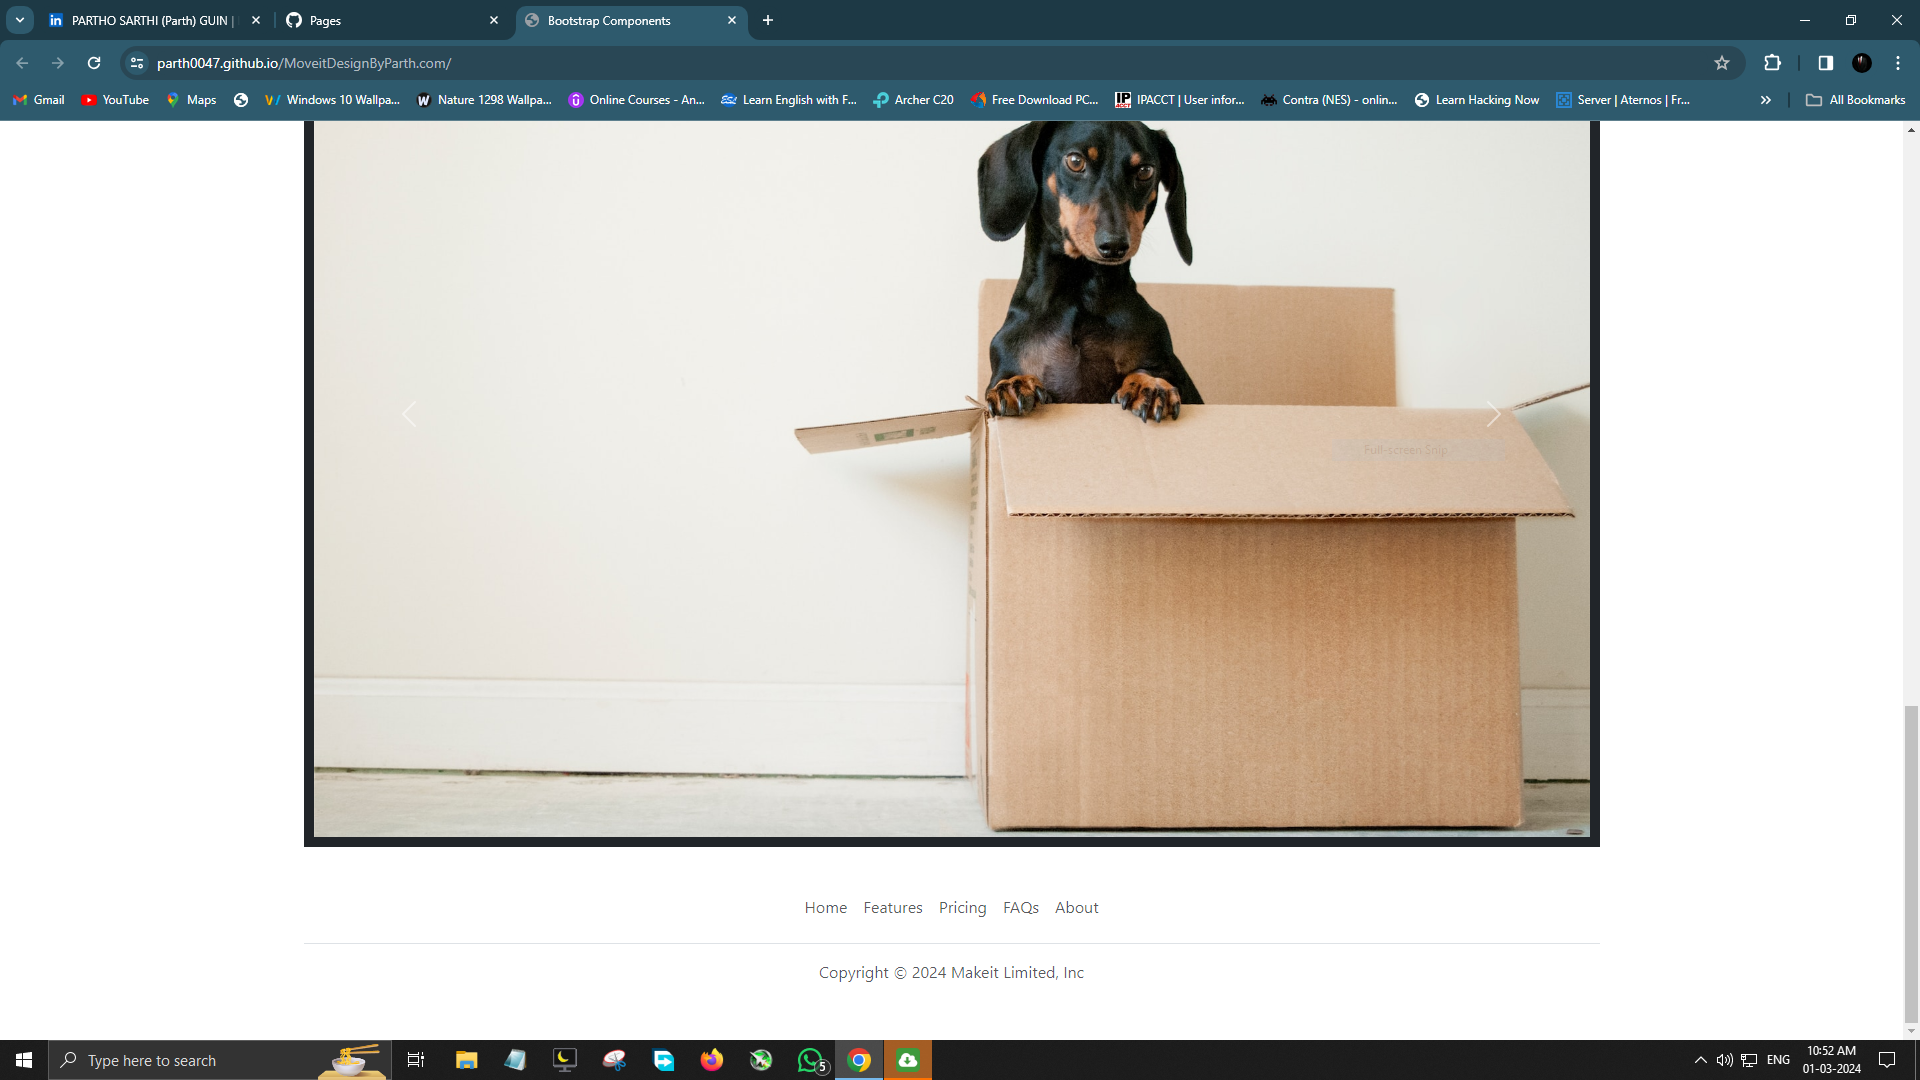 PARTHO SARTHI (Parth) GUIN |
Pages
Bootstrap Components
parth0047.github.io/MoveitDesignByParth.com/
Gmail
YouTube
Maps
Windows 10 Wallpa...
Nature 1298 Wallpa...
Online Courses - An...
Learn English with F...
Archer C20
Free Download PC...
IPACCT | User infor...
Contra (NES) - onlin...
Learn Hacking Now
Server | Aternos | Fr...
All Bookmarks
Full-screen Snip
Home Features Pricing FAQs About
Copyright © 2024 Makeit Limited, Inc
Type here to search
5
ENG
10:52 AM
01-03-2024